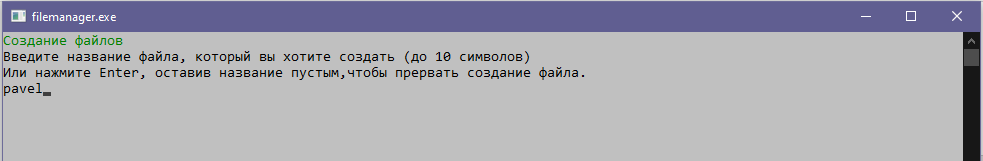 filemanager.exe
Создание файлов
Введите название файла, который вы хотите создать (до 10 символов)
Или нажмите Enter, оставив название пустым,чтобы прервать создание файла.
pavel